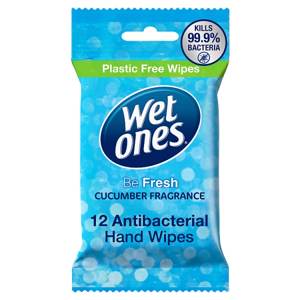 KILLS
99.9%
BACTERIA
Plastic Free Wipes
wet
ones®
Be Fresh
CUCUMBER FRAGRANCE
12 Antibacterial
Hand Wipes